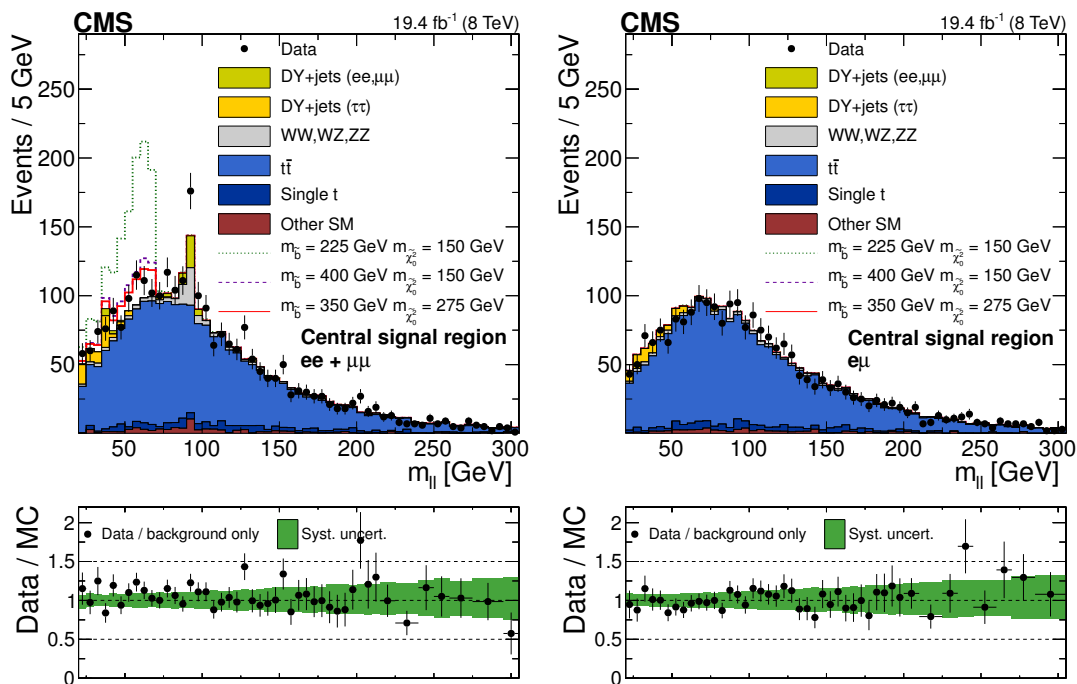 CMS 19.4 fb⁻¹ (8 TeV)
Events / 5 GeV
250
200
150
100
50
0
Data
DY+jets (ee,μμ)
DY+jets (ττ)
WW,WZ,ZZ
tt̄
Single t
Other SM
m_b̃ = 225 GeV m_χ̃⁰₂ = 150 GeV
m_b̃ = 400 GeV m_χ̃⁰₂ = 150 GeV
m_b̃ = 350 GeV m_χ̃⁰₂ = 275 GeV
Central signal region
ee + μμ
50 100 150 200 250 300
m_ll [GeV]
Data / MC
2
1.5
1
0.5
0
Data / background only Syst. uncert.
CMS 19.4 fb⁻¹ (8 TeV)
Events / 5 GeV
250
200
150
100
50
0
Data
DY+jets (ee,μμ)
DY+jets (ττ)
WW,WZ,ZZ
tt̄
Single t
Other SM
m_b̃ = 225 GeV m_χ̃⁰₂ = 150 GeV
m_b̃ = 400 GeV m_χ̃⁰₂ = 150 GeV
m_b̃ = 350 GeV m_χ̃⁰₂ = 275 GeV
Central signal region
eμ
50 100 150 200 250 300
m_ll [GeV]
Data / MC
2
1.5
1
0.5
0
Data / background only Syst. uncert.